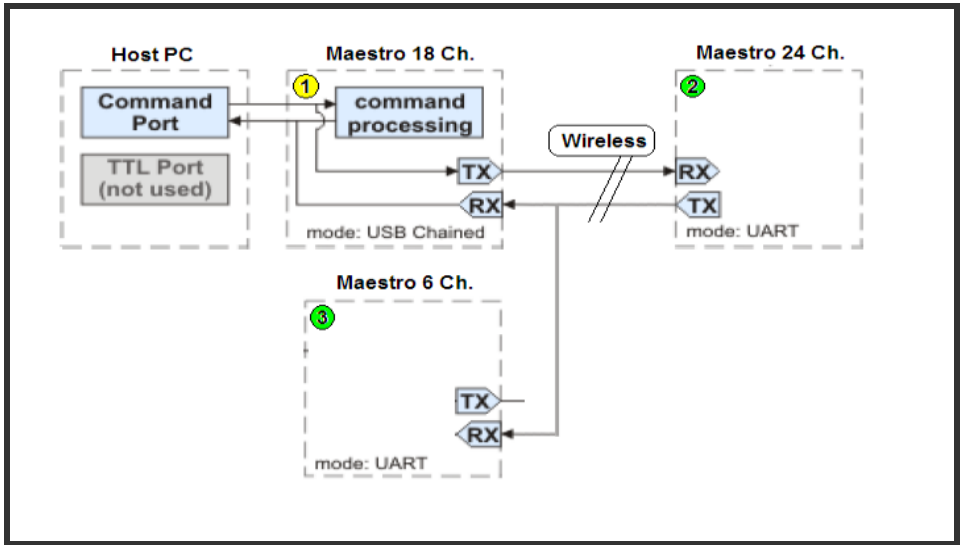 Host PC
Maestro 18 Ch.
Maestro 24 Ch.
Command
Port
TTL Port
(not used)
1
command
processing
TX
RX
mode: USB Chained
Wireless
2
RX
TX
mode: UART
Maestro 6 Ch.
3
TX
RX
mode: UART